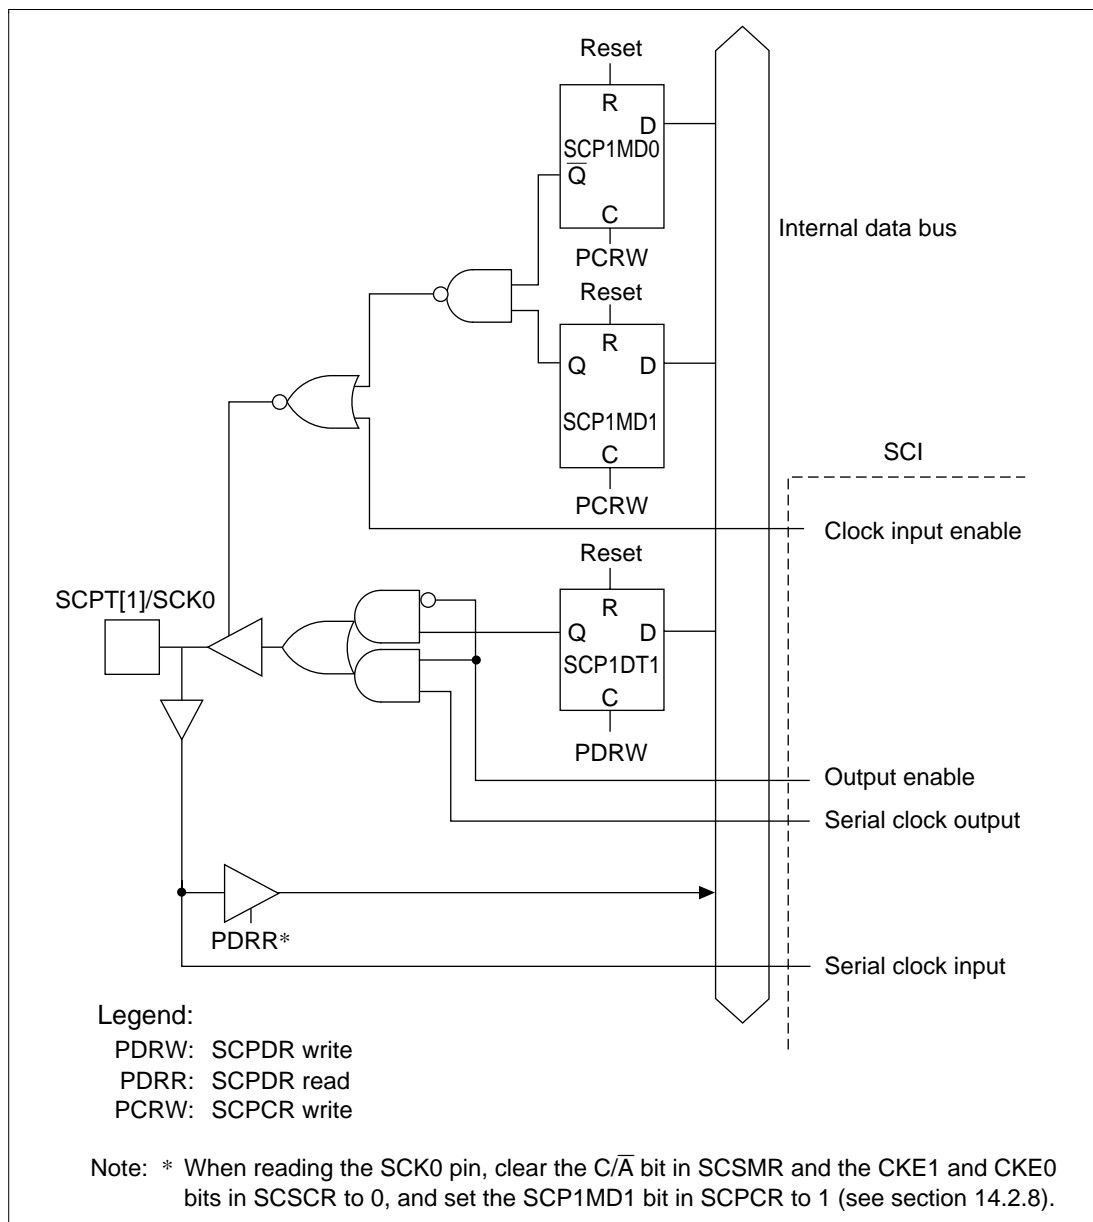 Reset
R
D
SCP1MD0
Q̅
C
PCRW
Internal data bus
Reset
R
Q D
SCP1MD1
C
PCRW
SCI
Clock input enable
Reset
SCPT[1]/SCK0
R
Q D
SCP1DT1
C
PDRW
Output enable
Serial clock output
PDRR*
Serial clock input
Legend:
PDRW: SCPDR write
PDRR: SCPDR read
PCRW: SCPCR write
Note: * When reading the SCK0 pin, clear the C/A̅ bit in SCSMR and the CKE1 and CKE0
bits in SCSCR to 0, and set the SCP1MD1 bit in SCPCR to 1 (see section 14.2.8).